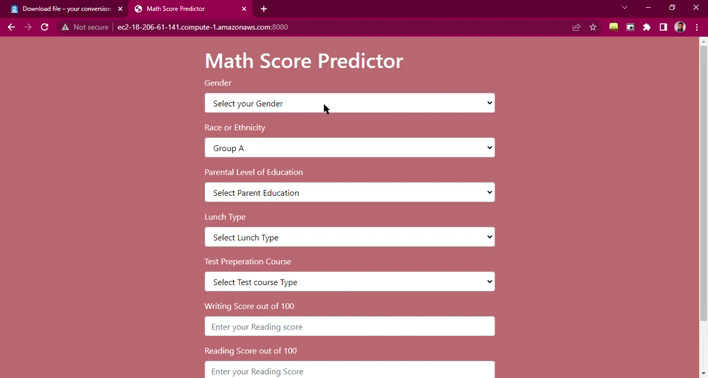 Download file – your conversion
Math Score Predictor
Not secure
ec2-18-206-61-141.compute-1.amazonaws.com:8080
Math Score Predictor
Gender
Select your Gender
Race or Ethnicity
Group A
Parental Level of Education
Select Parent Education
Lunch Type
Select Lunch Type
Test Preperation Course
Select Test course Type
Writing Score out of 100
Enter your Reading score
Reading Score out of 100
Enter your Reading Score